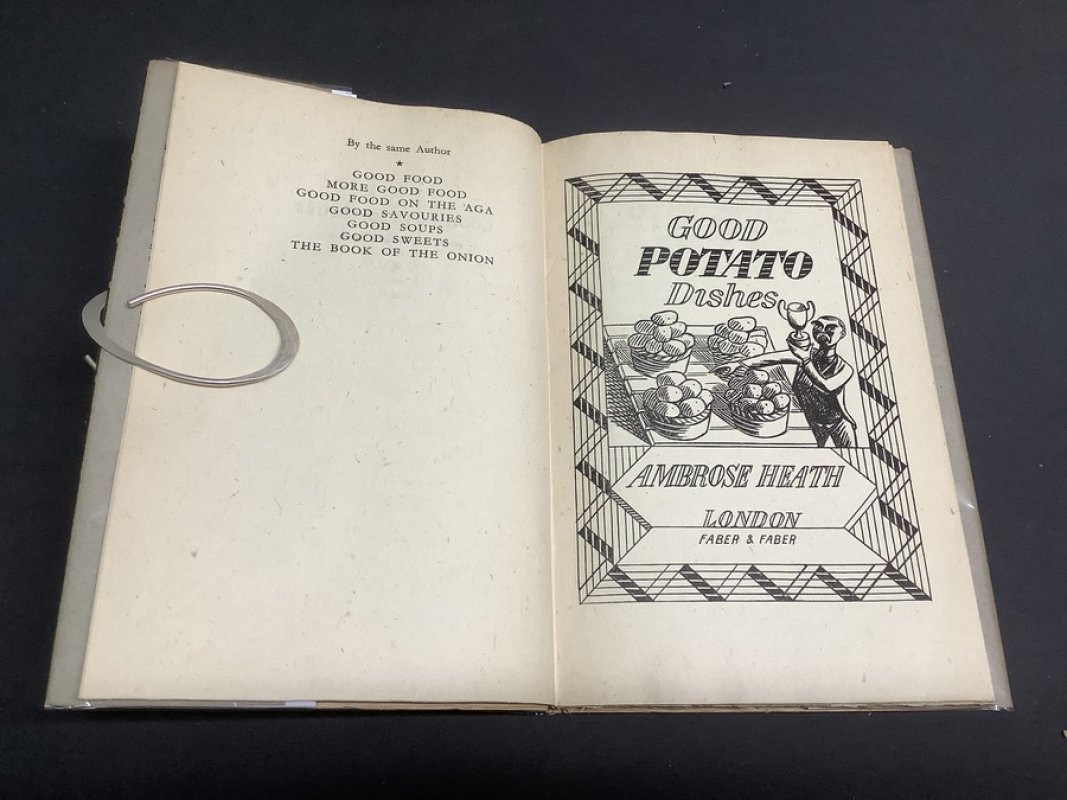 By the same Author
★
GOOD FOOD
MORE GOOD FOOD
GOOD FOOD ON THE 'AGA
GOOD SAVOURIES
GOOD SOUPS
GOOD SWEETS
THE BOOK OF THE ONION
GOOD
POTATO
Dishes
AMBROSE HEATH
LONDON
FABER & FABER